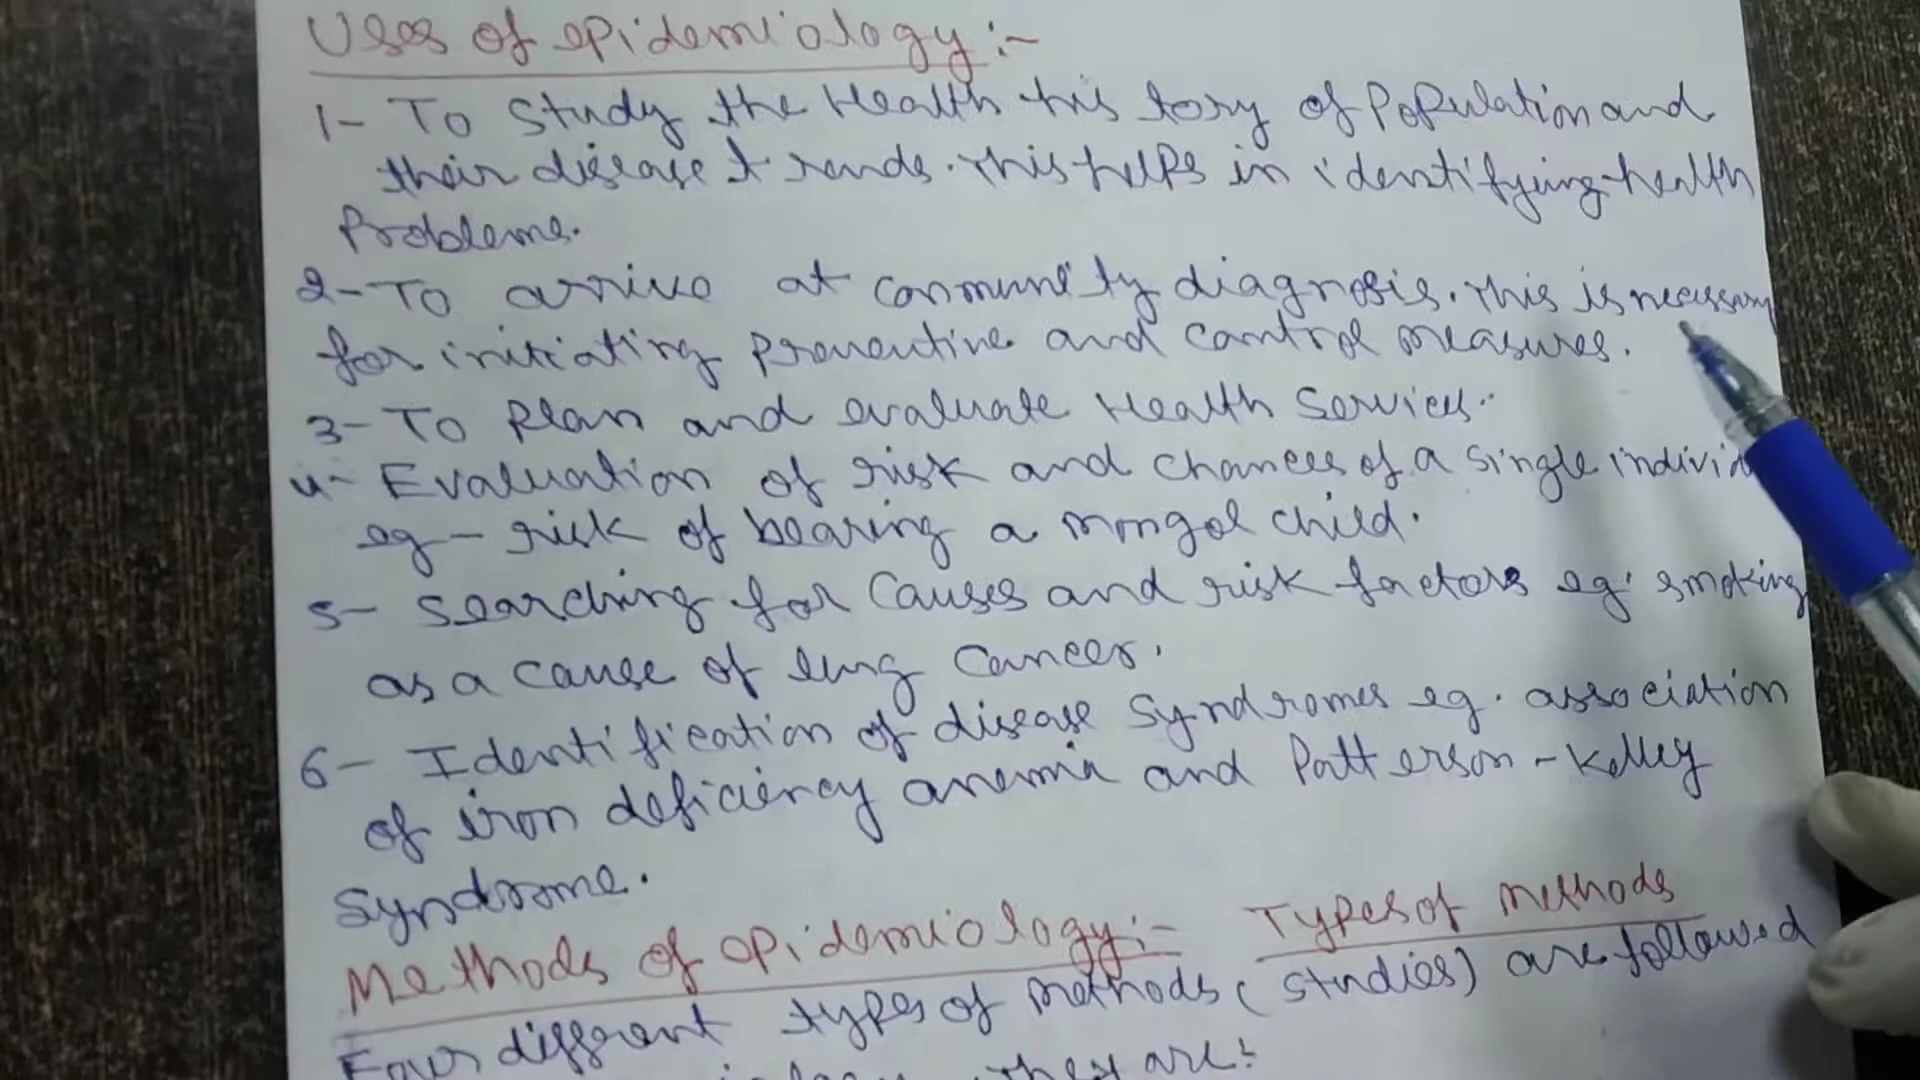 Uses of epidemiology:-
1- To Study the Health history of Population and
their disease trends. This helps in identifying health
Problems.
2- To arrive at community diagnosis. This is necessary
for initiating preventive and control measures.
3- To Plan and evaluate Health Services.
4- Evaluation of risk and chances of a single individ
eg - risk of bearing a mongol child.
5- Searching for Causes and risk factors eg. smoking
as a cause of lung Cancer.
6- Identification of disease Syndromes eg. association
of iron deficiency anemia and Patterson-Kelley
Syndrome.
Methods of epidemiology:- Types of methods
Four different types of methods (studies) are followed
they are: